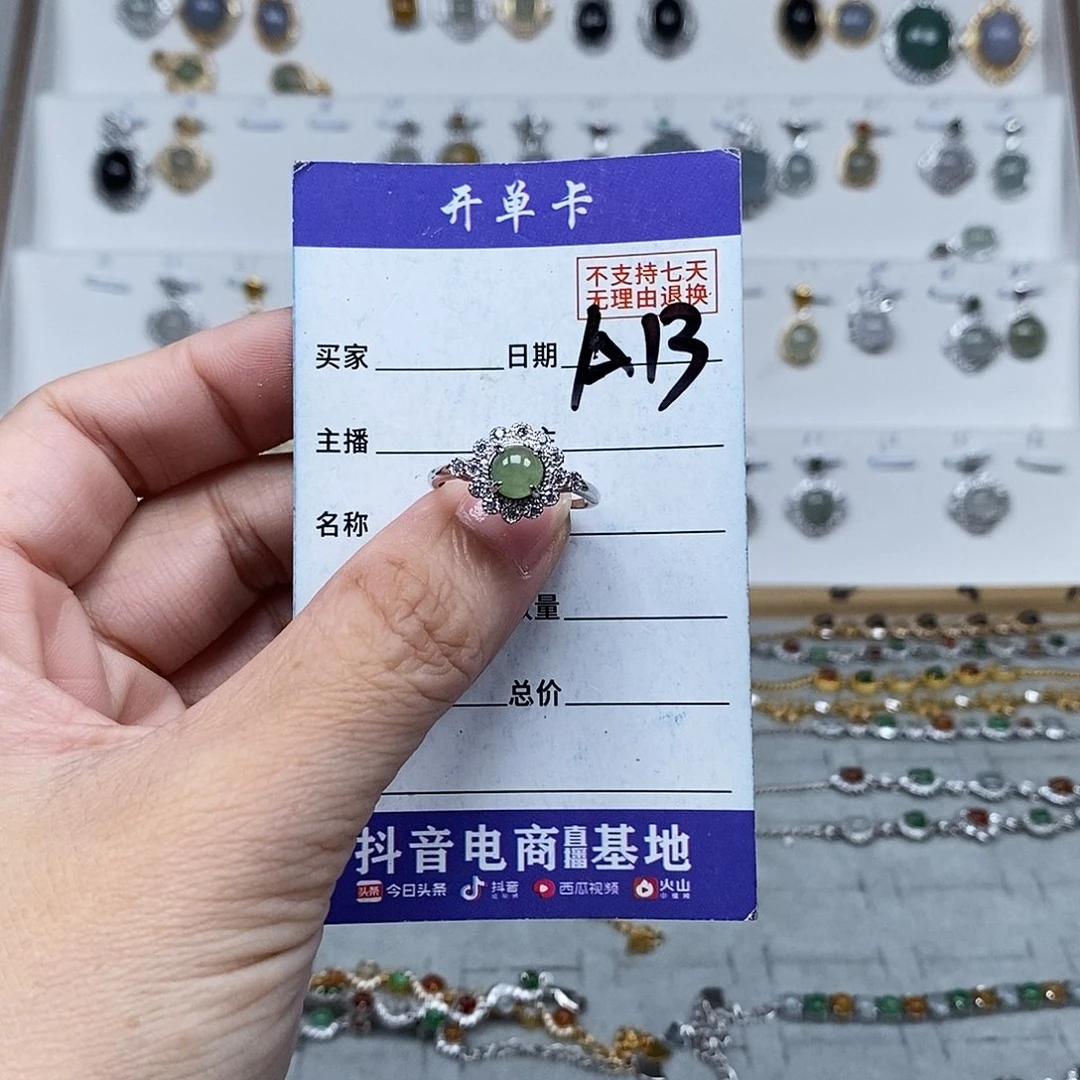 开单卡
不支持七天
无理由退换
买家 日期 A13
主播
名称
量
总价
抖音电商直播基地
头条 今日头条 抖音 西瓜视频 火山